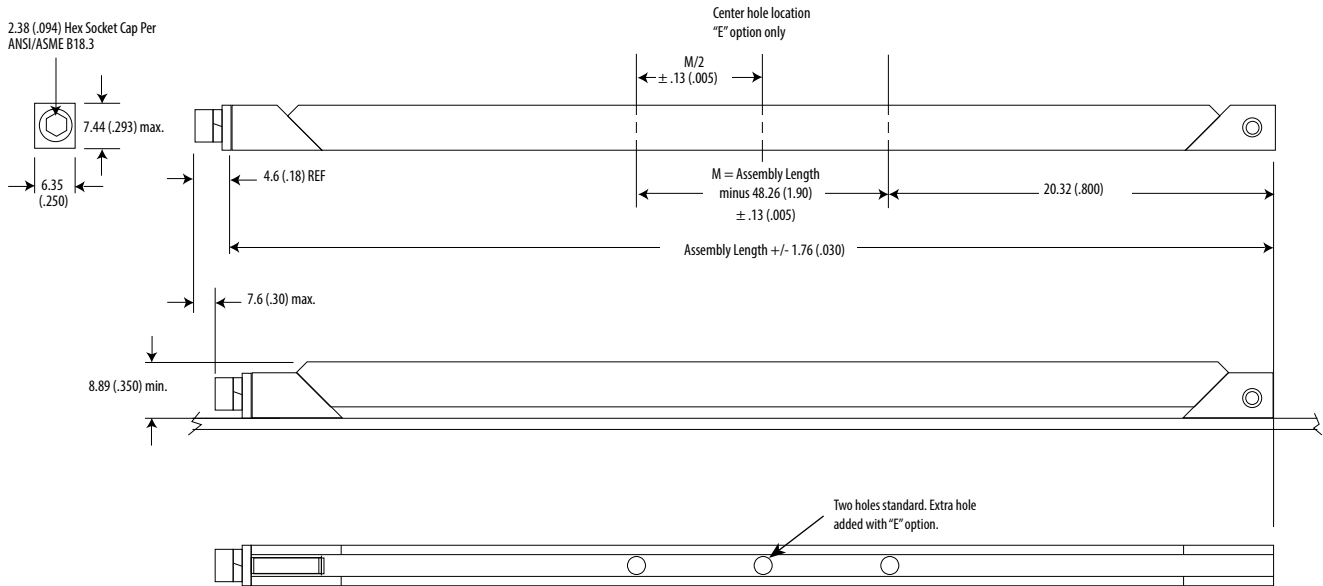 2.38 (.094) Hex Socket Cap Per
ANSI/ASME B18.3
Center hole location
"E" option only
M/2
± .13 (.005)
7.44 (.293) max.
6.35
(.250)
4.6 (.18) REF
M = Assembly Length
minus 48.26 (1.90)
± .13 (.005)
20.32 (.800)
Assembly Length +/- 1.76 (.030)
7.6 (.30) max.
8.89 (.350) min.
Two holes standard. Extra hole
added with "E" option.